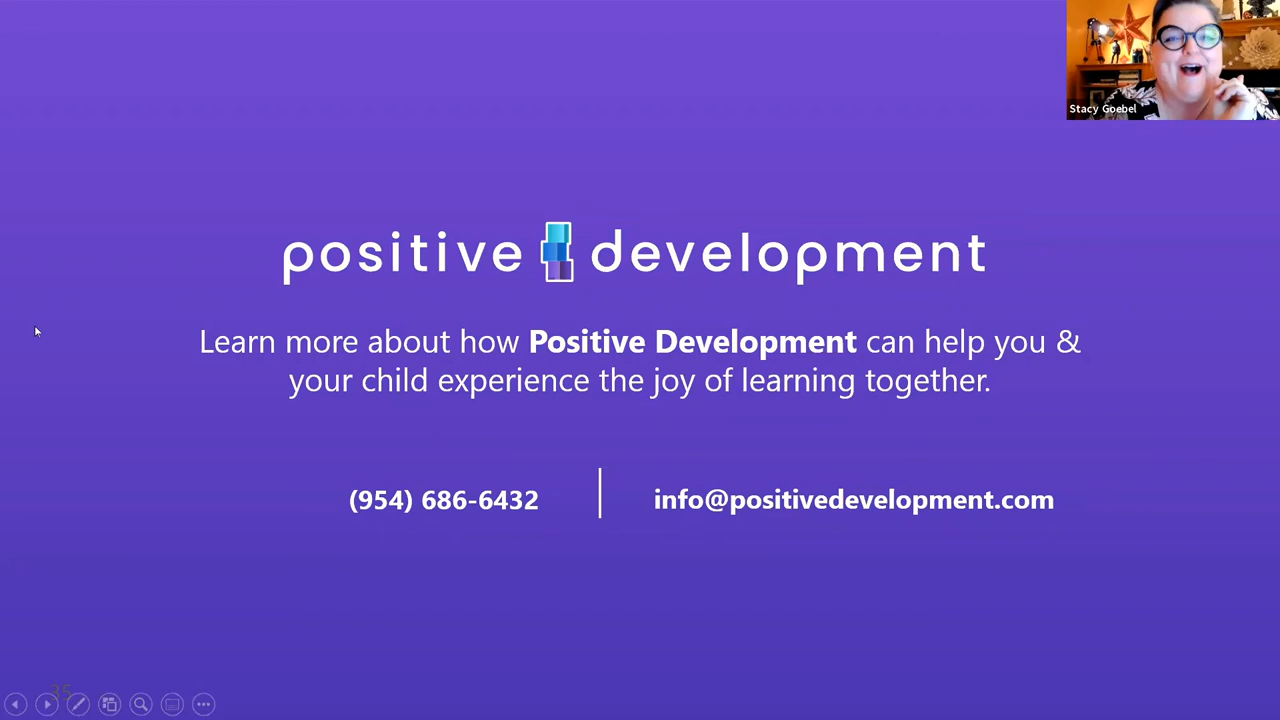 Stacy Goebel
positive development
Learn more about how Positive Development can help you &
your child experience the joy of learning together.
(954) 686-6432
info@positivedevelopment.com
35